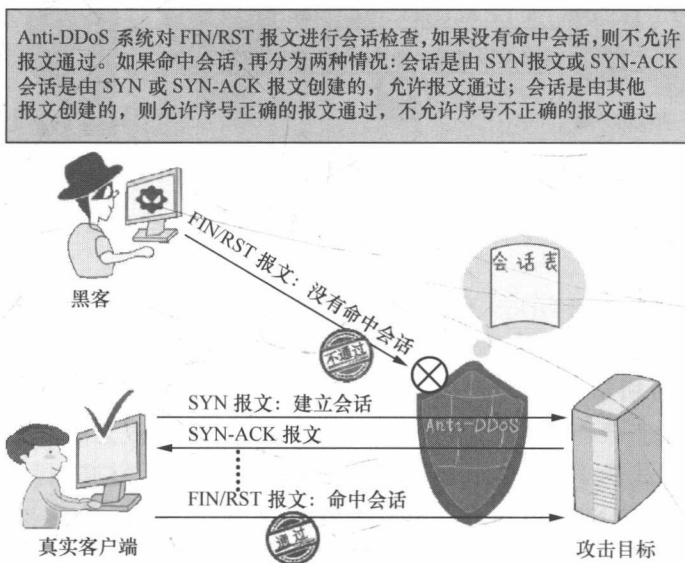 Anti-DDoS 系统对 FIN/RST 报文进行会话检查，如果没有命中会话，则不允许
报文通过。如果命中会话，再分为两种情况：会话是由 SYN 报文或 SYN-ACK
会话是由 SYN 或 SYN-ACK 报文创建的，允许报文通过；会话是由其他
报文创建的，则允许序号正确的报文通过，不允许序号不正确的报文通过
会话表
FIN/RST 报文：没有命中会话
黑客
不通过
SYN 报文：建立会话
Anti-DDoS
SYN-ACK 报文
FIN/RST 报文：命中会话
通过
真实客户端
攻击目标